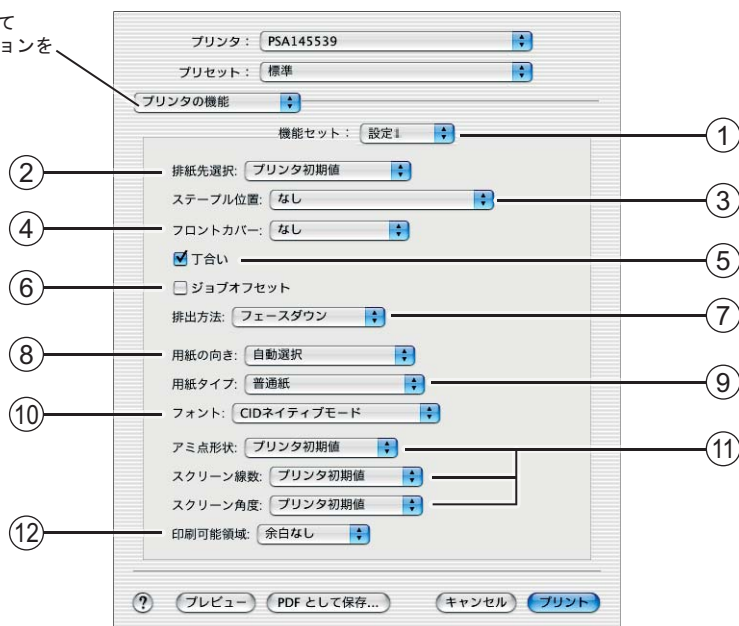 て
ョンを
プリンタ： PSA145539
プリセット： 標準
プリンタの機能
機能セット： 設定1
①
② 排紙先選択: プリンタ初期値
ステープル位置: なし ③
④ フロントカバー: なし
丁合い ⑤
⑥ ジョブオフセット
排出方法: フェースダウン ⑦
⑧ 用紙の向き: 自動選択
用紙タイプ: 普通紙 ⑨
⑩ フォント: CIDネイティブモード
アミ点形状: プリンタ初期値 ⑪
スクリーン線数: プリンタ初期値
スクリーン角度: プリンタ初期値
⑫ 印刷可能領域: 余白なし
? プレビュー PDF として保存... キャンセル プリント